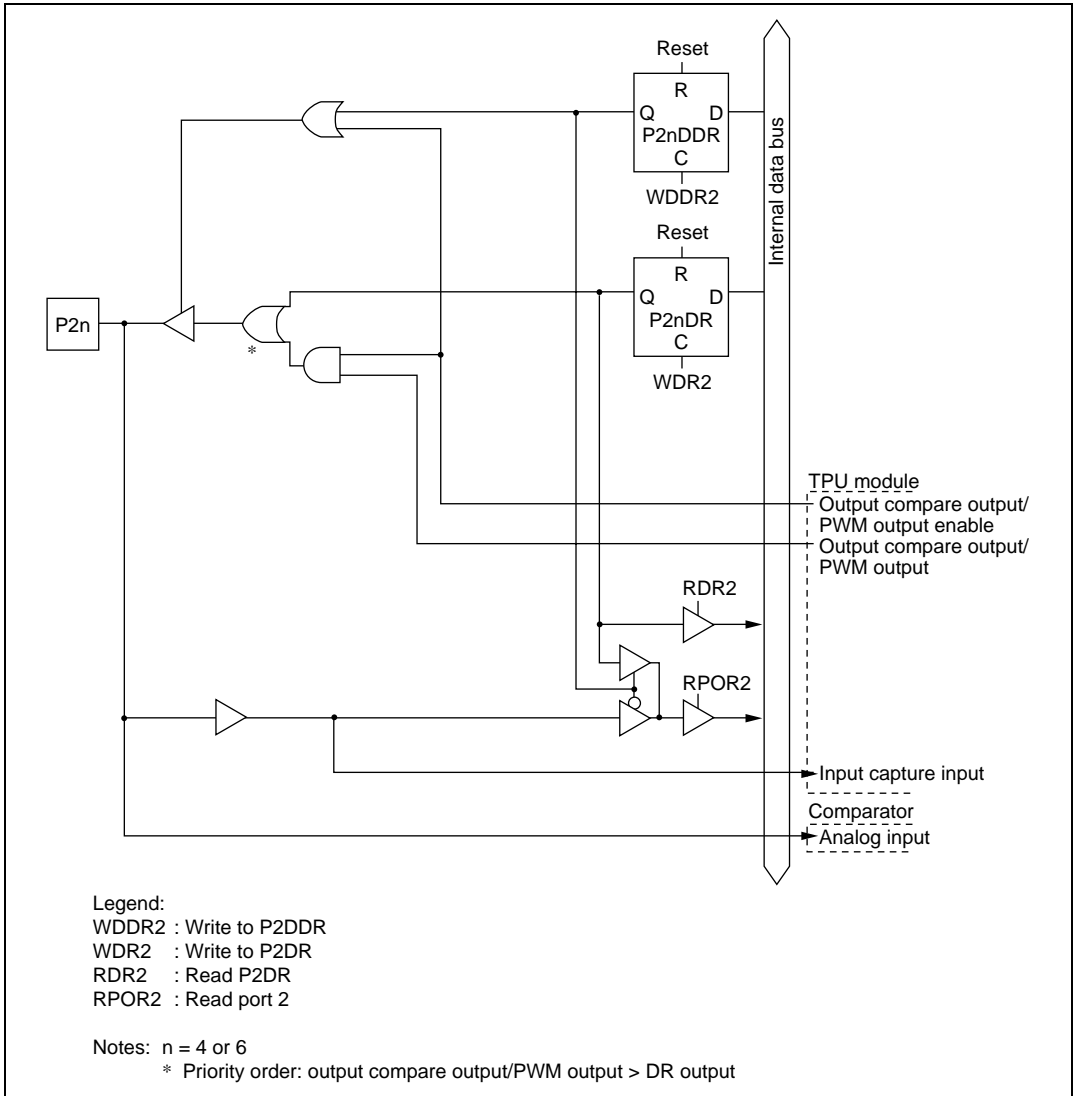 Reset
R
Q D
P2nDDR
C
WDDR2
Internal data bus
Reset
R
Q D
P2nDR
C
WDR2
P2n
*
TPU module
Output compare output/
PWM output enable
Output compare output/
PWM output
RDR2
RPOR2
Input capture input
Comparator
Analog input
Legend:
WDDR2 : Write to P2DDR
WDR2 : Write to P2DR
RDR2 : Read P2DR
RPOR2 : Read port 2
Notes: n = 4 or 6
* Priority order: output compare output/PWM output > DR output